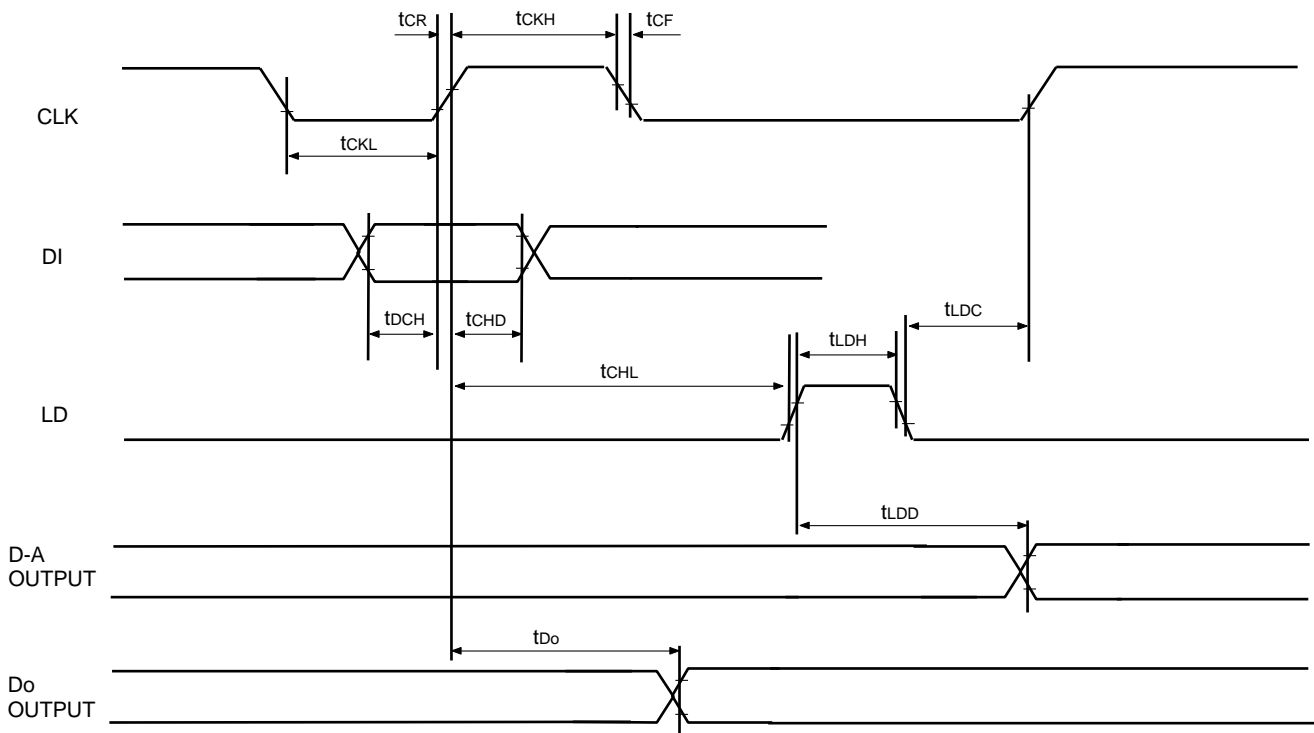 tCR
tCKH
tCF
CLK
tCKL
DI
tDCH
tCHD
tLDC
tLDH
tCHL
LD
tLDD
D-A
OUTPUT
tDo
Do
OUTPUT